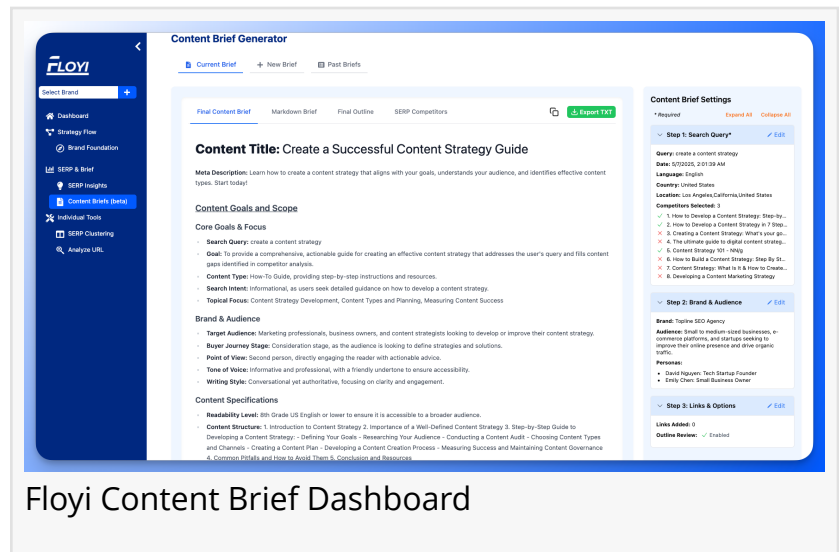 Content Brief Generator
FLOYI
Current Brief
New Brief
Past Briefs
Select Brand
+
Dashboard
Strategy Flow
Brand Foundation
SERP & Brief
SERP Insights
Content Briefs (beta)
Individual Tools
SERP Clustering
Analyze URL
Final Content Brief
Markdown Brief
Final Outline
SERP Competitors
Export TXT
Content Title: Create a Successful Content Strategy Guide
Meta Description: Learn how to create a content strategy that aligns with your goals, understands your audience, and identifies effective content
types. Start today!
Content Goals and Scope
Core Goals & Focus
Search Query: create a content strategy
Goal: To provide a comprehensive, actionable guide for creating an effective content strategy that addresses the user's query and fills content
gaps identified in competitor analysis.
Content Type: How-To Guide, providing step-by-step instructions and resources.
Search Intent: Informational, as users seek detailed guidance on how to develop a content strategy.
Topical Focus: Content Strategy Development, Content Types and Planning, Measuring Content Success
Brand & Audience
Target Audience: Marketing professionals, business owners, and content strategists looking to develop or improve their content strategy.
Buyer Journey Stage: Consideration stage, as the audience is looking to define strategies and solutions.
Point of View: Second person, directly engaging the reader with actionable advice.
Tone of Voice: Informative and professional, with a friendly undertone to ensure accessibility.
Writing Style: Conversational yet authoritative, focusing on clarity and engagement.
Content Specifications
Readability Level: 8th Grade US English or lower to ensure it is accessible to a broader audience.
Content Structure: 1. Introduction to Content Strategy 2. Importance of a Well-Defined Content Strategy 3. Step-by-Step Guide to
Developing a Content Strategy: - Defining Your Goals - Researching Your Audience - Conducting a Content Audit - Choosing Content Types
and Channels - Creating a Content Plan - Developing a Content Creation Process - Measuring Success and Maintaining Content Governance
4. Common Pitfalls and How to Avoid Them 5. Conclusion and Resources
Content Brief Settings
* Required
Expand All
Collapse All
Step 1: Search Query*
Edit
Query: create a content strategy
Date: 5/7/2025, 2:01:39 AM
Language: English
Country: United States
Location: Los Angeles,California,United States
Competitors Selected: 3
1. How to Develop a Content Strategy: Step-by...
2. How to Develop a Content Strategy in 7 Step...
3. Creating a Content Strategy: What's your go...
4. The ultimate guide to digital content strateg...
5. Content Strategy 101 - NN/g
6. How to Build a Content Strategy: Step By St...
7. Content Strategy: What Is It & How to Create...
8. Developing a Content Marketing Strategy
Step 2: Brand & Audience
Edit
Brand: Topline SEO Agency
Audience: Small to medium-sized businesses, e-
commerce platforms, and startups seeking to
improve their online presence and drive organic
traffic.
Personas:
David Nguyen: Tech Startup Founder
Emily Chen: Small Business Owner
Step 3: Links & Options
Edit
Links Added: 0
Outline Review: Enabled
Floyi Content Brief Dashboard